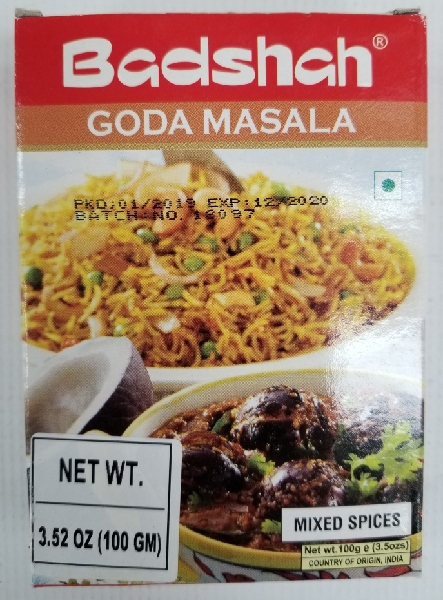 Badshah®
GODA MASALA
PKD:01/2019 EXP:12/2020
BATCH NO. 18097
NET WT.
3.52 OZ (100 GM)
MIXED SPICES
Net wt.100g e (3.5ozs)
COUNTRY OF ORIGIN, INDIA